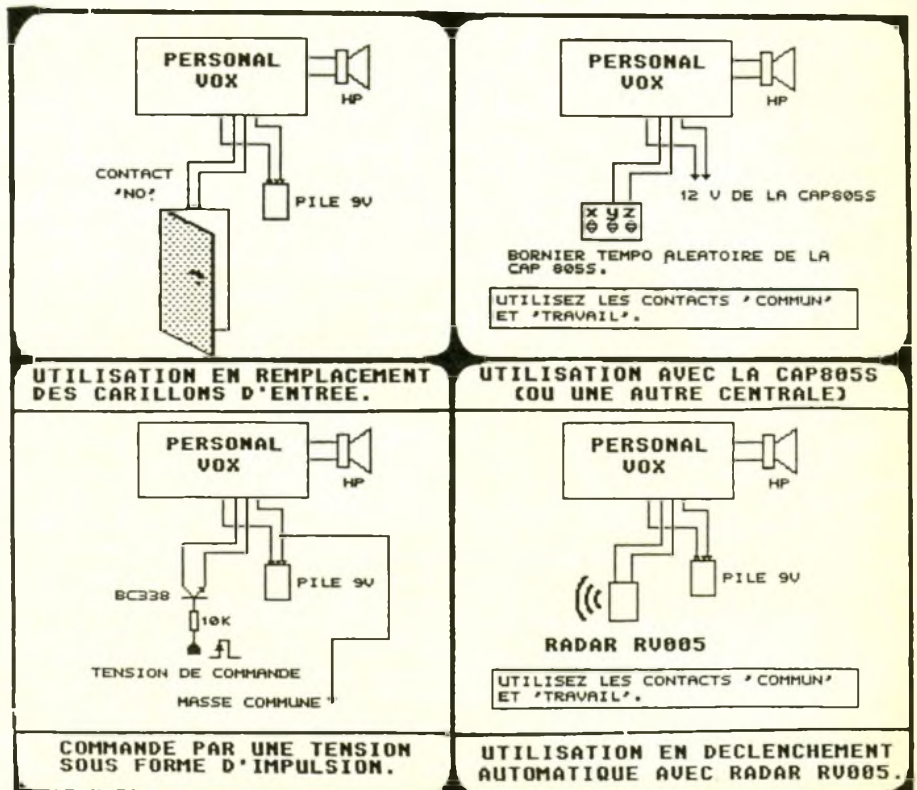 PERSONAL
VOX
HP
CONTACT
'NO'
PILE 9V
UTILISATION EN REMPLACEMENT
DES CARILLONS D'ENTREE.
PERSONAL
VOX
HP
12 V DE LA CAP805S
X Y Z
BORNIER TEMPO ALEATOIRE DE LA
CAP 805S.
UTILISEZ LES CONTACTS 'COMMUN'
ET 'TRAVAIL'.
UTILISATION AVEC LA CAP805S
(OU UNE AUTRE CENTRALE)
PERSONAL
VOX
HP
PILE 9V
BC338
10K
TENSION DE COMMANDE
MASSE COMMUNE
COMMANDE PAR UNE TENSION
SOUS FORME D'IMPULSION.
PERSONAL
VOX
HP
PILE 9V
RADAR RV005
UTILISEZ LES CONTACTS 'COMMUN'
ET 'TRAVAIL'.
UTILISATION EN DECLENCHEMENT
AUTOMATIQUE AVEC RADAR RV005.